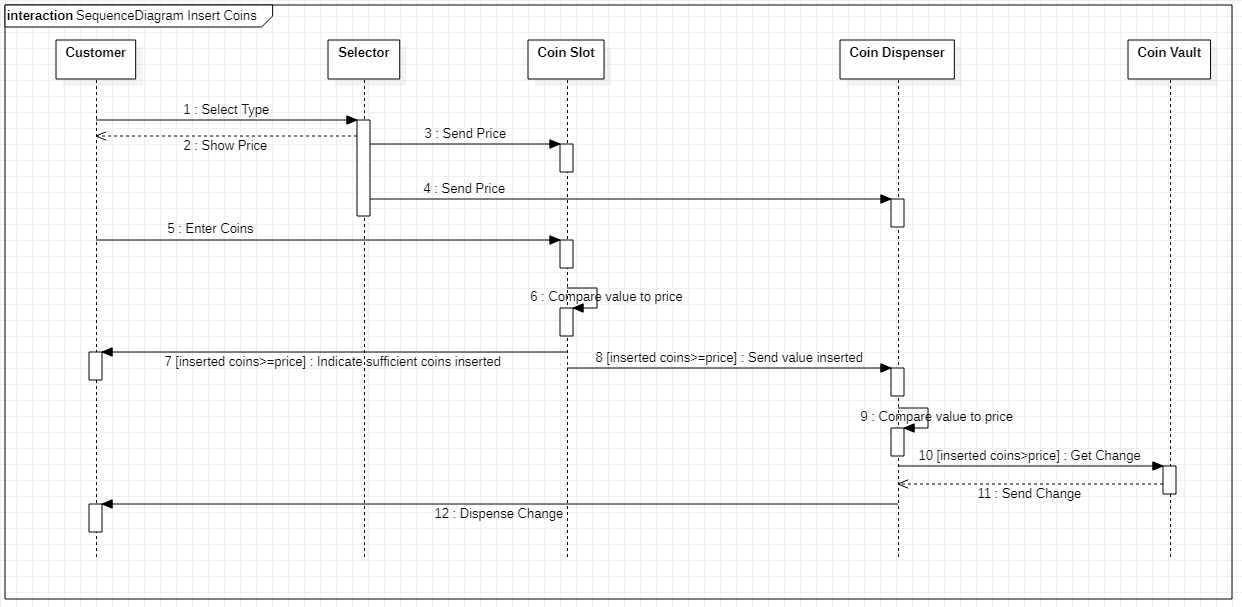 interaction SequenceDiagram Insert Coins
Customer
Selector
Coin Slot
Coin Dispenser
Coin Vault
1 : Select Type
2 : Show Price
3 : Send Price
4 : Send Price
5 : Enter Coins
6 : Compare value to price
7 [inserted coins>=price] : Indicate sufficient coins inserted
8 [inserted coins>=price] : Send value inserted
9 : Compare value to price
10 [inserted coins>price] : Get Change
11 : Send Change
12 : Dispense Change